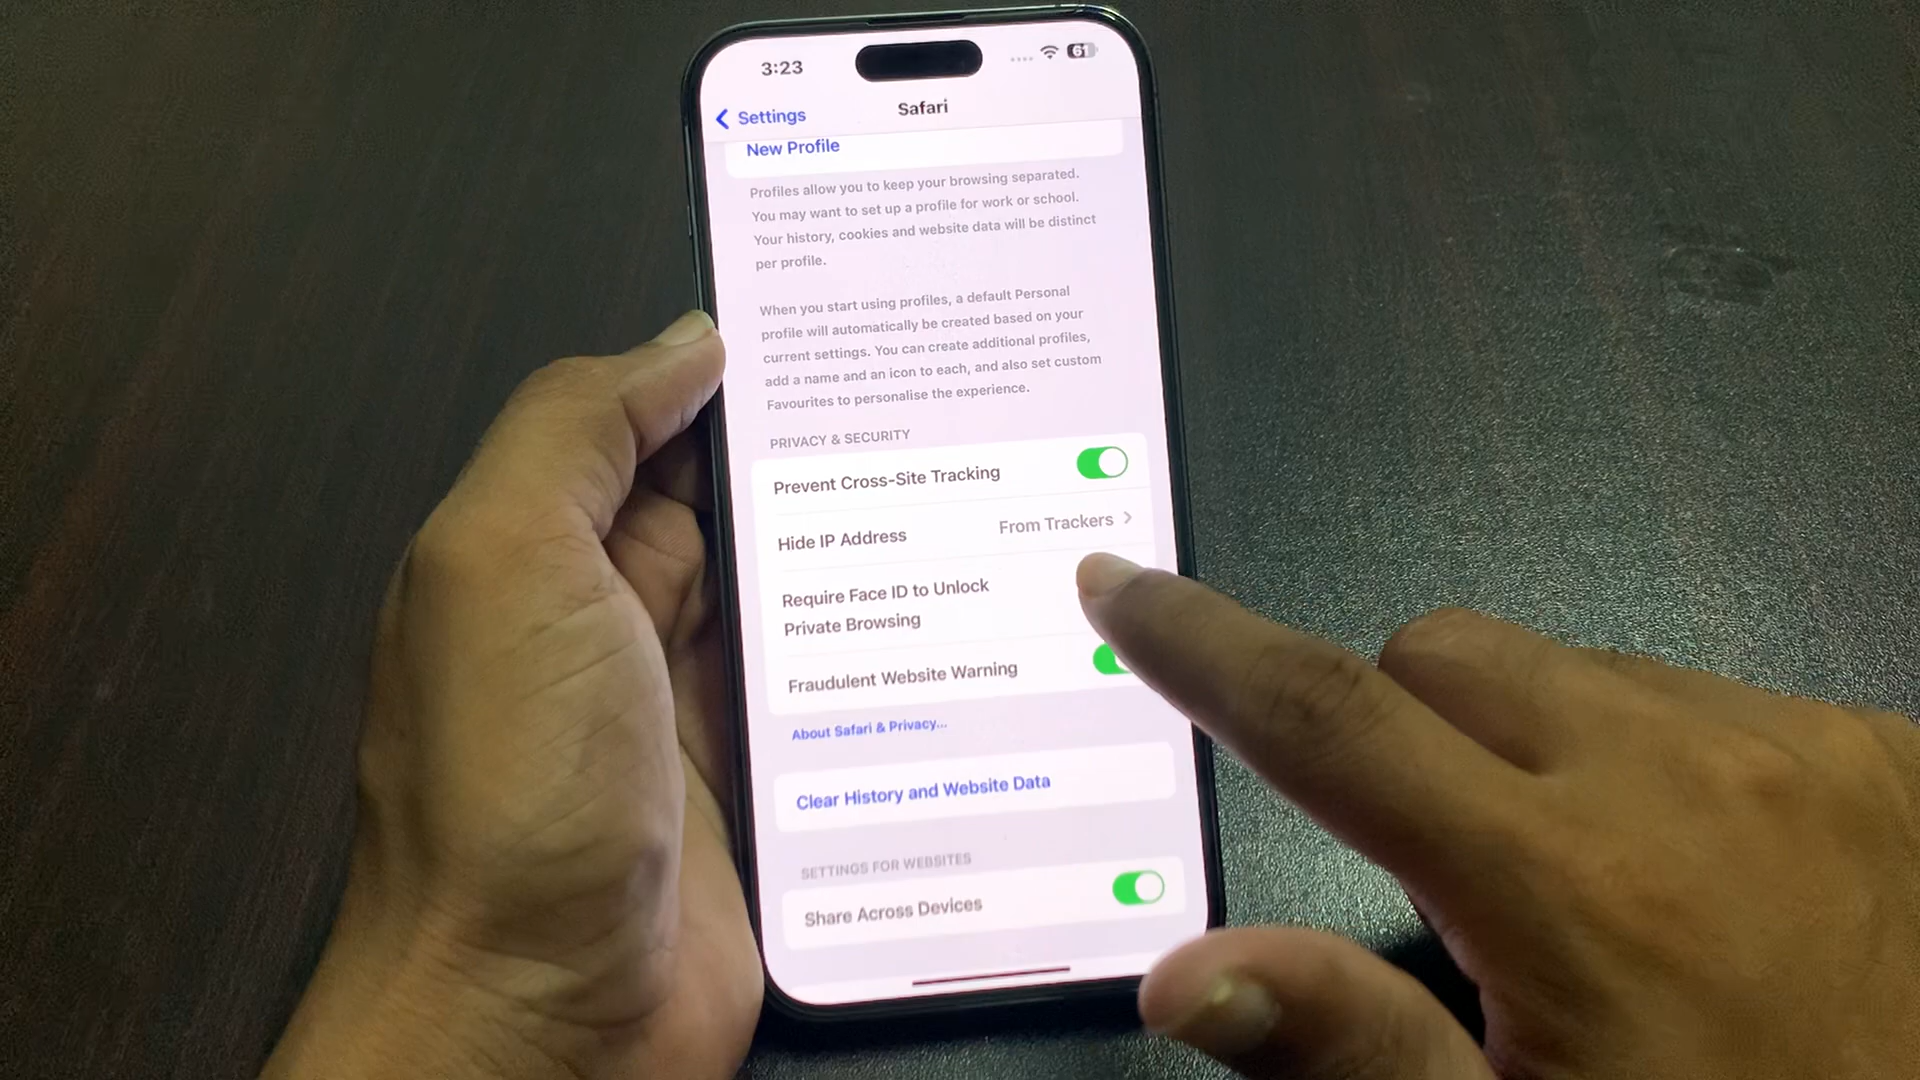 3:23
61
Settings
Safari
New Profile
Profiles allow you to keep your browsing separated.
You may want to set up a profile for work or school.
Your history, cookies and website data will be distinct
per profile.
When you start using profiles, a default Personal
profile will automatically be created based on your
current settings. You can create additional profiles,
add a name and an icon to each, and also set custom
Favourites to personalise the experience.
PRIVACY & SECURITY
Prevent Cross-Site Tracking
Hide IP Address From Trackers
Require Face ID to Unlock
Private Browsing
Fraudulent Website Warning
About Safari & Privacy...
Clear History and Website Data
SETTINGS FOR WEBSITES
Share Across Devices